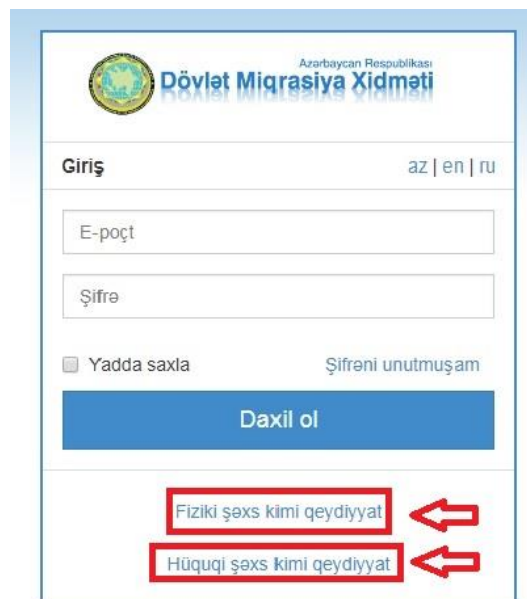 Azərbaycan Respublikası
Dövlət Miqrasiya Xidməti
Giriş
az | en | ru
E-poçt
Şifrə
Yadda saxla
Şifrəni unutmuşam
Daxil ol
Fiziki şəxs kimi qeydiyyat
Hüquqi şəxs kimi qeydiyyat